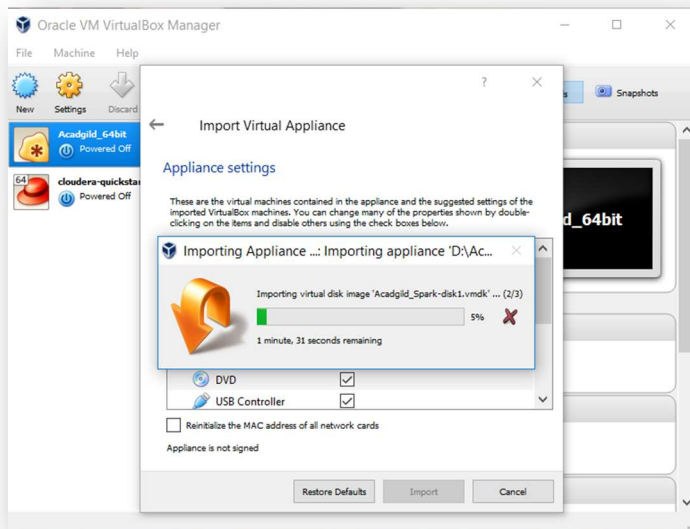 Oracle VM VirtualBox Manager
File Machine Help
New Settings Discard
Snapshots
Acadgild_64bit
Powered Off
64
cloudera-quicksta
Powered Off
?
Import Virtual Appliance
Appliance settings
These are the virtual machines contained in the appliance and the suggested settings of the
imported VirtualBox machines. You can change many of the properties shown by double-
clicking on the items and disable others using the check boxes below.
d_64bit
Importing Appliance ...: Importing appliance 'D:\Ac...
Importing virtual disk image 'Acadgild_Spark-disk1.vmdk' ... (2/3)
5%
1 minute, 31 seconds remaining
DVD
USB Controller
Reinitialize the MAC address of all network cards
Appliance is not signed
Restore Defaults Import Cancel